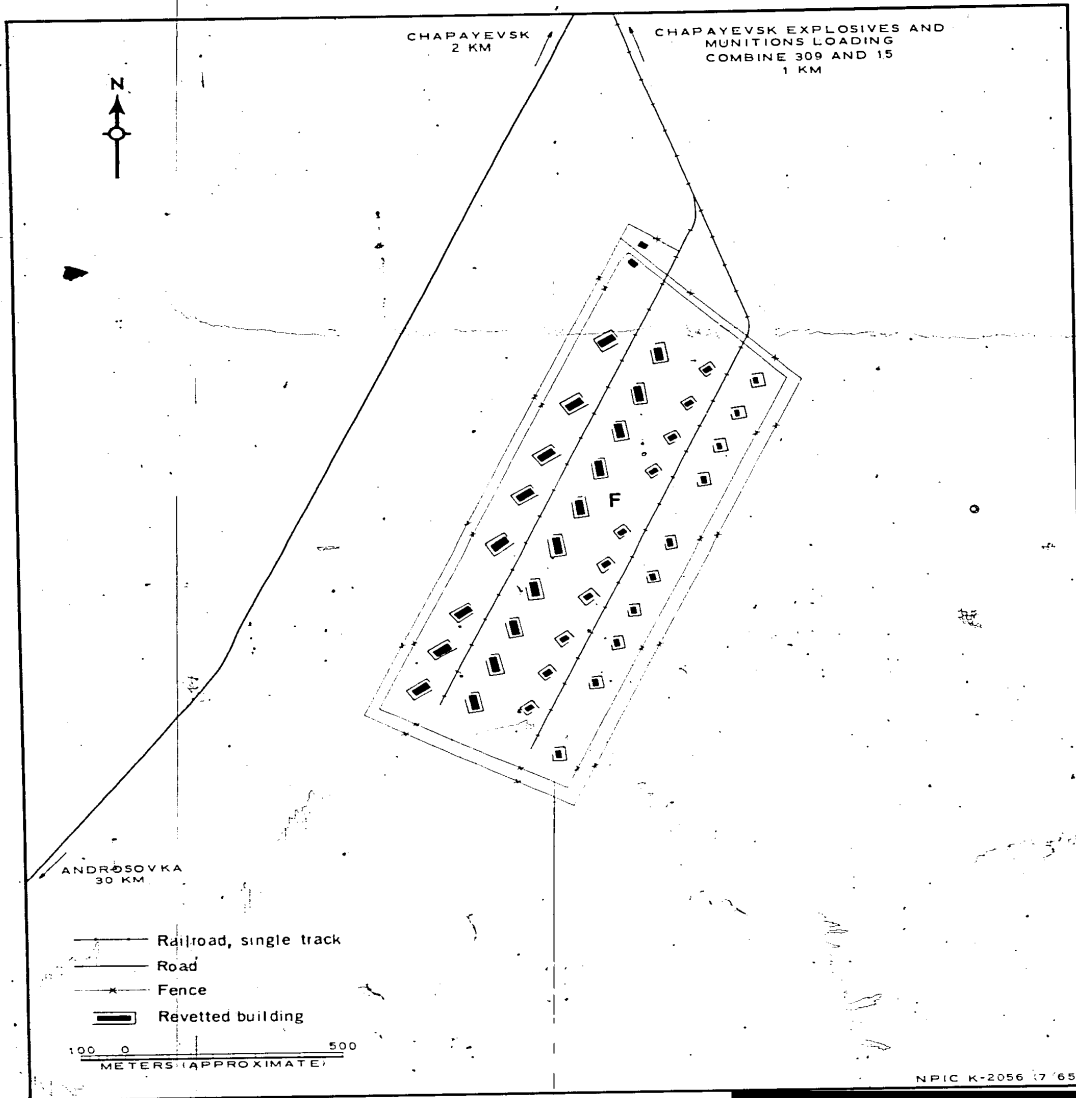 CHAPAYEVSK
2 KM
CHAPAYEVSK EXPLOSIVES AND
MUNITIONS LOADING
COMBINE 309 AND 15
1 KM
N
F
ANDROSOVKA
30 KM
Railroad, single track
Road
Fence
Revetted building
100 0 500
METERS (APPROXIMATE)
NPIC K-2056 (7/65